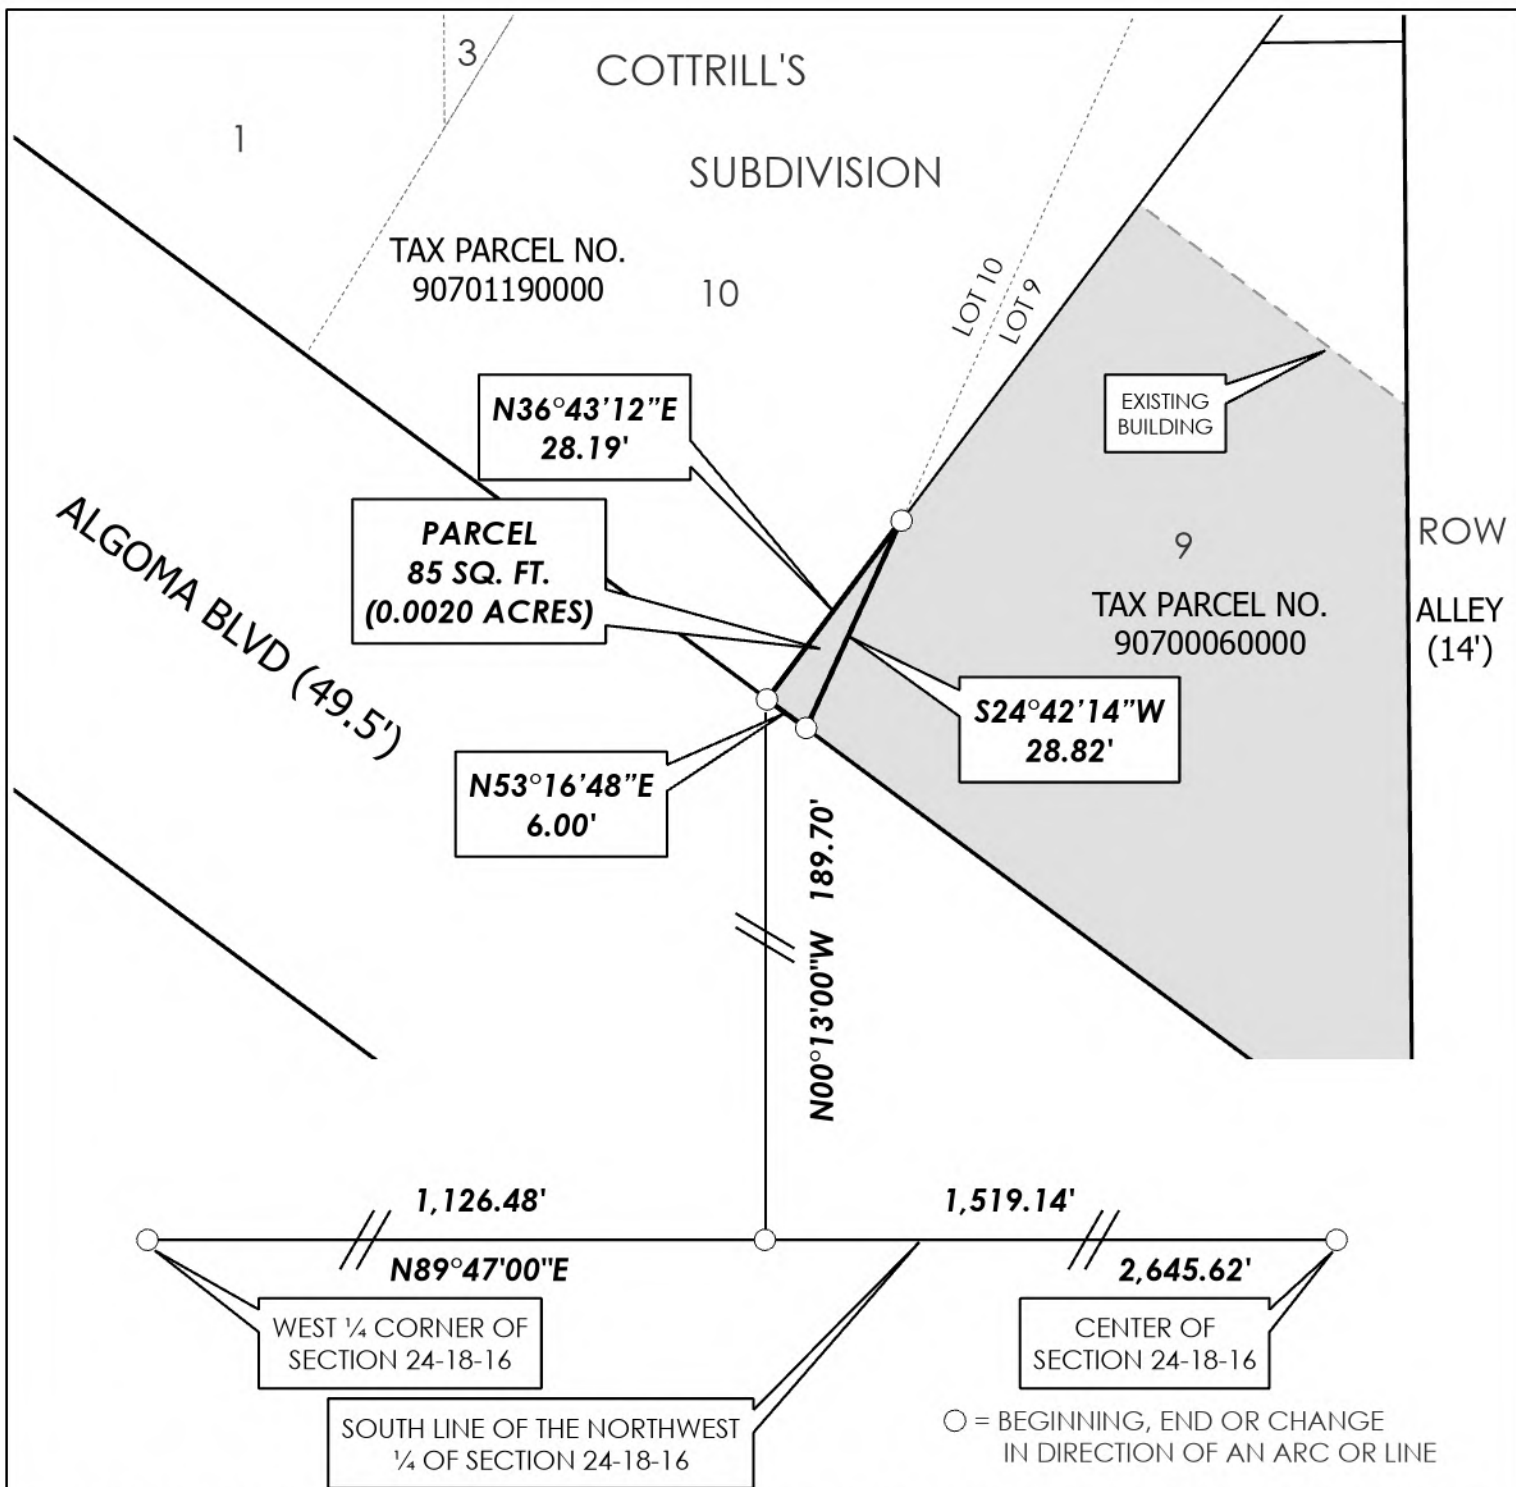 3
COTTRILL'S
1
SUBDIVISION
TAX PARCEL NO.
90701190000
10
LOT 10
LOT 9
N36°43’12”E
28.19'
EXISTING
BUILDING
ALGOMA BLVD (49.5')
PARCEL
85 SQ. FT.
(0.0020 ACRES)
9
ROW
TAX PARCEL NO.
90700060000
ALLEY
(14')
S24°42’14”W
28.82'
N53°16’48”E
6.00'
N00°13'00"W 189.70'
1,126.48'
1,519.14'
N89°47'00"E
2,645.62'
WEST ¼ CORNER OF
SECTION 24-18-16
CENTER OF
SECTION 24-18-16
SOUTH LINE OF THE NORTHWEST
¼ OF SECTION 24-18-16
= BEGINNING, END OR CHANGE
IN DIRECTION OF AN ARC OR LINE